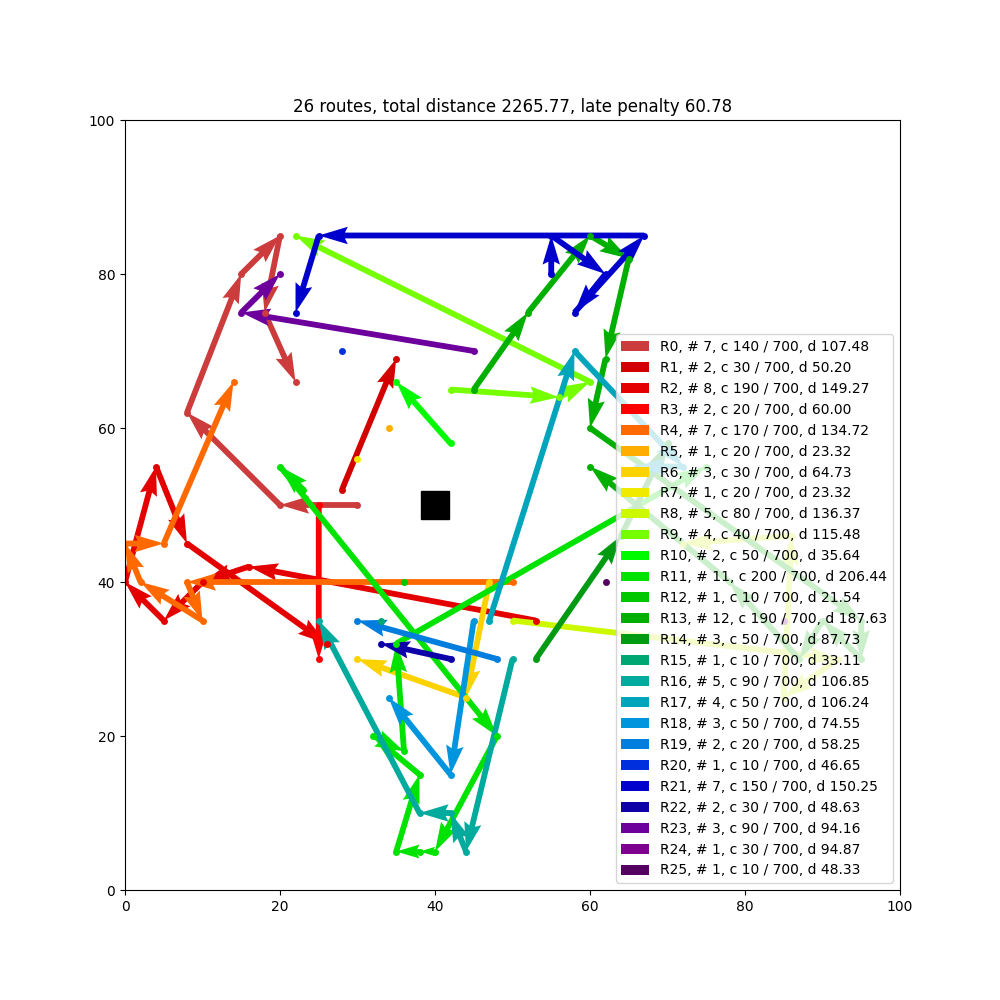 26 routes, total distance 2265.77, late penalty 60.78
100
80
60
40
20
0
0 20 40 60 80 100
R0, # 7, c 140 / 700, d 107.48
R1, # 2, c 30 / 700, d 50.20
R2, # 8, c 190 / 700, d 149.27
R3, # 2, c 20 / 700, d 60.00
R4, # 7, c 170 / 700, d 134.72
R5, # 1, c 20 / 700, d 23.32
R6, # 3, c 30 / 700, d 64.73
R7, # 1, c 20 / 700, d 23.32
R8, # 5, c 80 / 700, d 136.37
R9, # 4, c 40 / 700, d 115.48
R10, # 2, c 50 / 700, d 35.64
R11, # 11, c 200 / 700, d 206.44
R12, # 1, c 10 / 700, d 21.54
R13, # 12, c 190 / 700, d 187.63
R14, # 3, c 50 / 700, d 87.73
R15, # 1, c 10 / 700, d 33.11
R16, # 5, c 90 / 700, d 106.85
R17, # 4, c 50 / 700, d 106.24
R18, # 3, c 50 / 700, d 74.55
R19, # 2, c 20 / 700, d 58.25
R20, # 1, c 10 / 700, d 46.65
R21, # 7, c 150 / 700, d 150.25
R22, # 2, c 30 / 700, d 48.63
R23, # 3, c 90 / 700, d 94.16
R24, # 1, c 30 / 700, d 94.87
R25, # 1, c 10 / 700, d 48.33